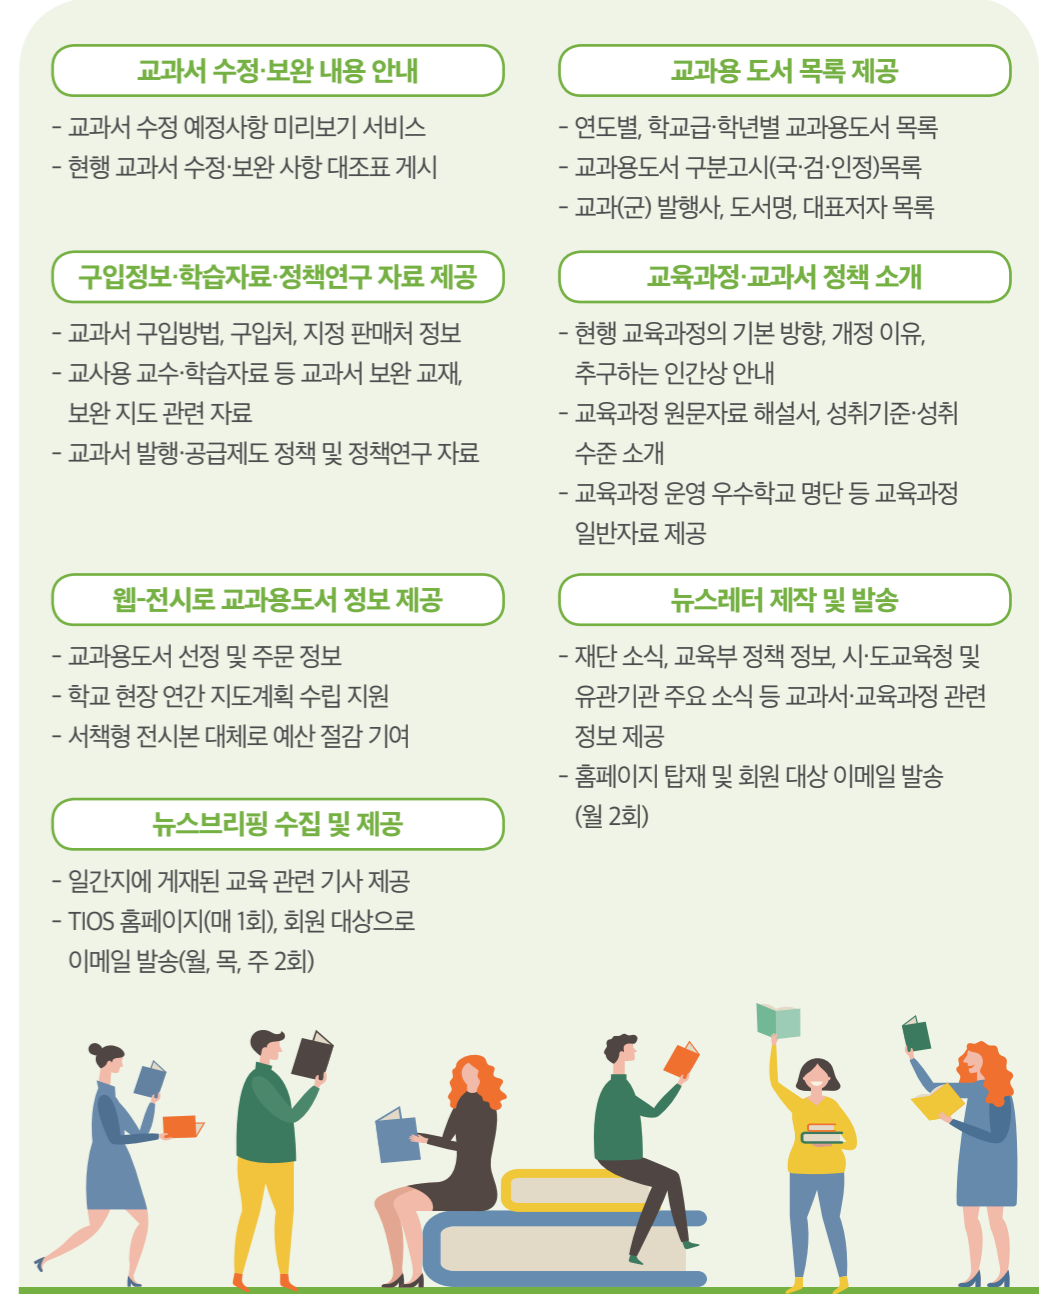 교과서 수정·보완 내용 안내
- 교과서 수정 예정사항 미리보기 서비스
- 현행 교과서 수정·보완 사항 대조표 게시
교과용 도서 목록 제공
- 연도별, 학교급·학년별 교과용도서 목록
- 교과용도서 구분고시(국·검·인정)목록
- 교과(군) 발행사, 도서명, 대표저자 목록
구입정보·학습자료·정책연구 자료 제공
- 교과서 구입방법, 구입처, 지정 판매처 정보
- 교사용 교수·학습자료 등 교과서 보완 교재,
보완 지도 관련 자료
- 교과서 발행·공급제도 정책 및 정책연구 자료
교육과정·교과서 정책 소개
- 현행 교육과정의 기본 방향, 개정 이유,
추구하는 인간상 안내
- 교육과정 원문자료 해설서, 성취기준·성취
수준 소개
- 교육과정 운영 우수학교 명단 등 교육과정
일반자료 제공
웹-전시로 교과용도서 정보 제공
- 교과용도서 선정 및 주문 정보
- 학교 현장 연간 지도계획 수립 지원
- 서책형 전시본 대체로 예산 절감 기여
뉴스레터 제작 및 발송
- 재단 소식, 교육부 정책 정보, 시·도교육청 및
유관기관 주요 소식 등 교과서·교육과정 관련
정보 제공
- 홈페이지 탑재 및 회원 대상 이메일 발송
(월 2회)
뉴스브리핑 수집 및 제공
- 일간지에 게재된 교육 관련 기사 제공
- TIOS 홈페이지(매 1회), 회원 대상으로
이메일 발송(월, 목, 주 2회)